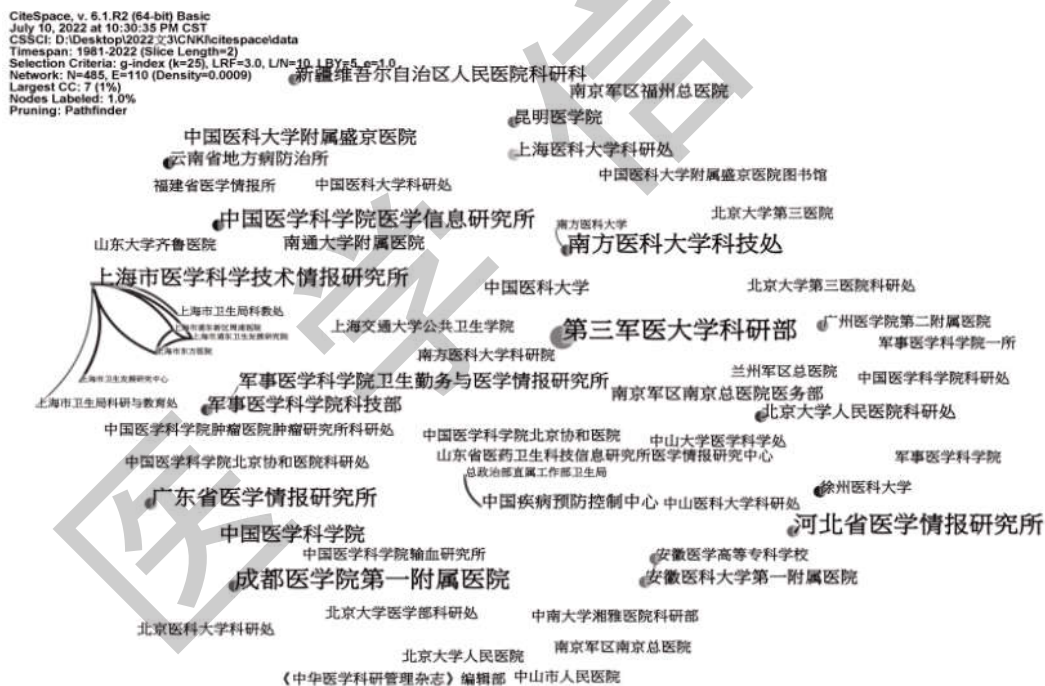 CiteSpace, v. 6.1.R2 (64-bit) Basic
July 10, 2022 at 10:30:35 PM CST
CSSCI: D:\Desktop\2022文3\CNKI\citespace\data
Timespan: 1981-2022 (Slice Length=2)
Selection Criteria: g-index (k=25), LRF=3.0, L/N=10, LBY=5, e=1.0
Network: N=485, E=110 (Density=0.0009)
Largest CC: 7 (1%)
Nodes Labeled: 1.0%
Pruning: Pathfinder
新疆维吾尔自治区人民医院科研科
南京军区福州总医院
昆明医学院
中国医科大学附属盛京医院
上海医科大学科研处
云南省地方病防治所
中国医科大学附属盛京医院图书馆
福建省医学情报所
中国医科大学科研处
中国医学科学院医学信息研究所
南方医科大学
北京大学第三医院
山东大学齐鲁医院
南通大学附属医院
南方医科大学科技处
上海市医学科学技术情报研究所
中国医科大学
北京大学第三医院科研处
上海市卫生局科教处
上海市浦东新区周浦医院
上海市浦东卫生发展研究院
上海市东方医院
上海交通大学公共卫生学院
第三军医大学科研部
广州医学院第二附属医院
军事医学科学院一所
南方医科大学科研院
兰州军区总医院
上海市卫生发展研究中心
军事医学科学院卫生勤务与医学情报研究所
中国医学科学院科研处
南京军区南京总医院医务部
上海市卫生局科研与教育处
军事医学科学院科技部
北京大学人民医院科研处
中国医学科学院肿瘤医院肿瘤研究所科研处
中国医学科学院北京协和医院
中山大学医学科学处
山东省医药卫生科技信息研究所医学情报研究中心
军事医学科学院
中国医学科学院北京协和医院科研处
总政治部直属工作部卫生局
徐州医科大学
广东省医学情报研究所
中国疾病预防控制中心
中山医科大学科研处
河北省医学情报研究所
中国医学科学院
中国医学科学院输血研究所
安徽医学高等专科学校
成都医学院第一附属医院
安徽医科大学第一附属医院
北京大学医学部科研处
中南大学湘雅医院科研部
北京医科大学科研处
南京军区南京总医院
北京大学人民医院
《中华医学科研管理杂志》编辑部
中山市人民医院
医学信